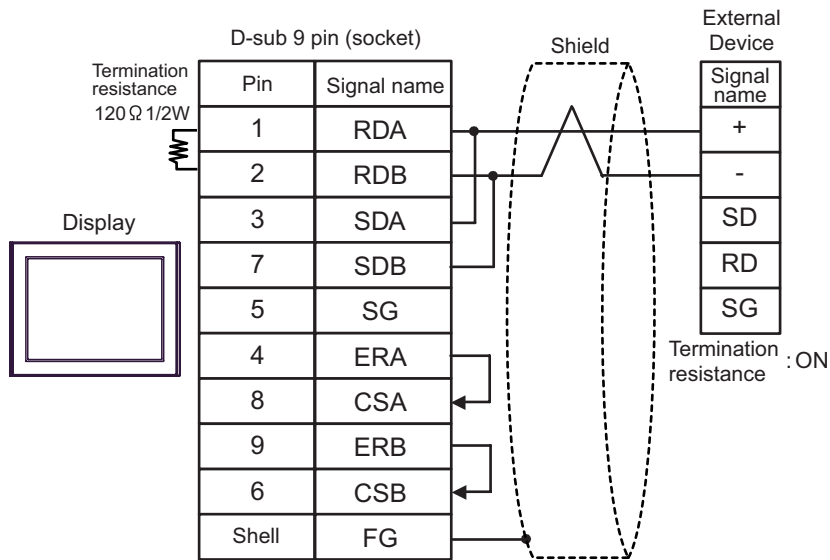 D-sub 9 pin (socket)
Shield
External
Device
Termination
resistance
120Ω 1/2W
Pin
Signal name
Signal
name
1
RDA
+
2
RDB
-
3
SDA
SD
Display
7
SDB
RD
5
SG
SG
4
ERA
Termination
resistance
: ON
8
CSA
9
ERB
6
CSB
Shell
FG